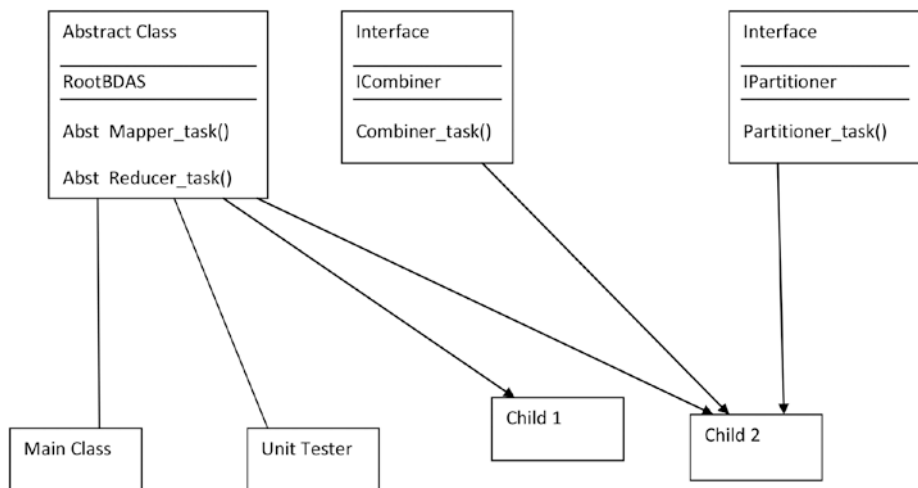 Abstract Class
RootBDAS
Abst Mapper_task()
Abst Reducer_task()
Interface
ICombiner
Combiner_task()
Interface
IPartitioner
Partitioner_task()
Main Class
Unit Tester
Child 1
Child 2